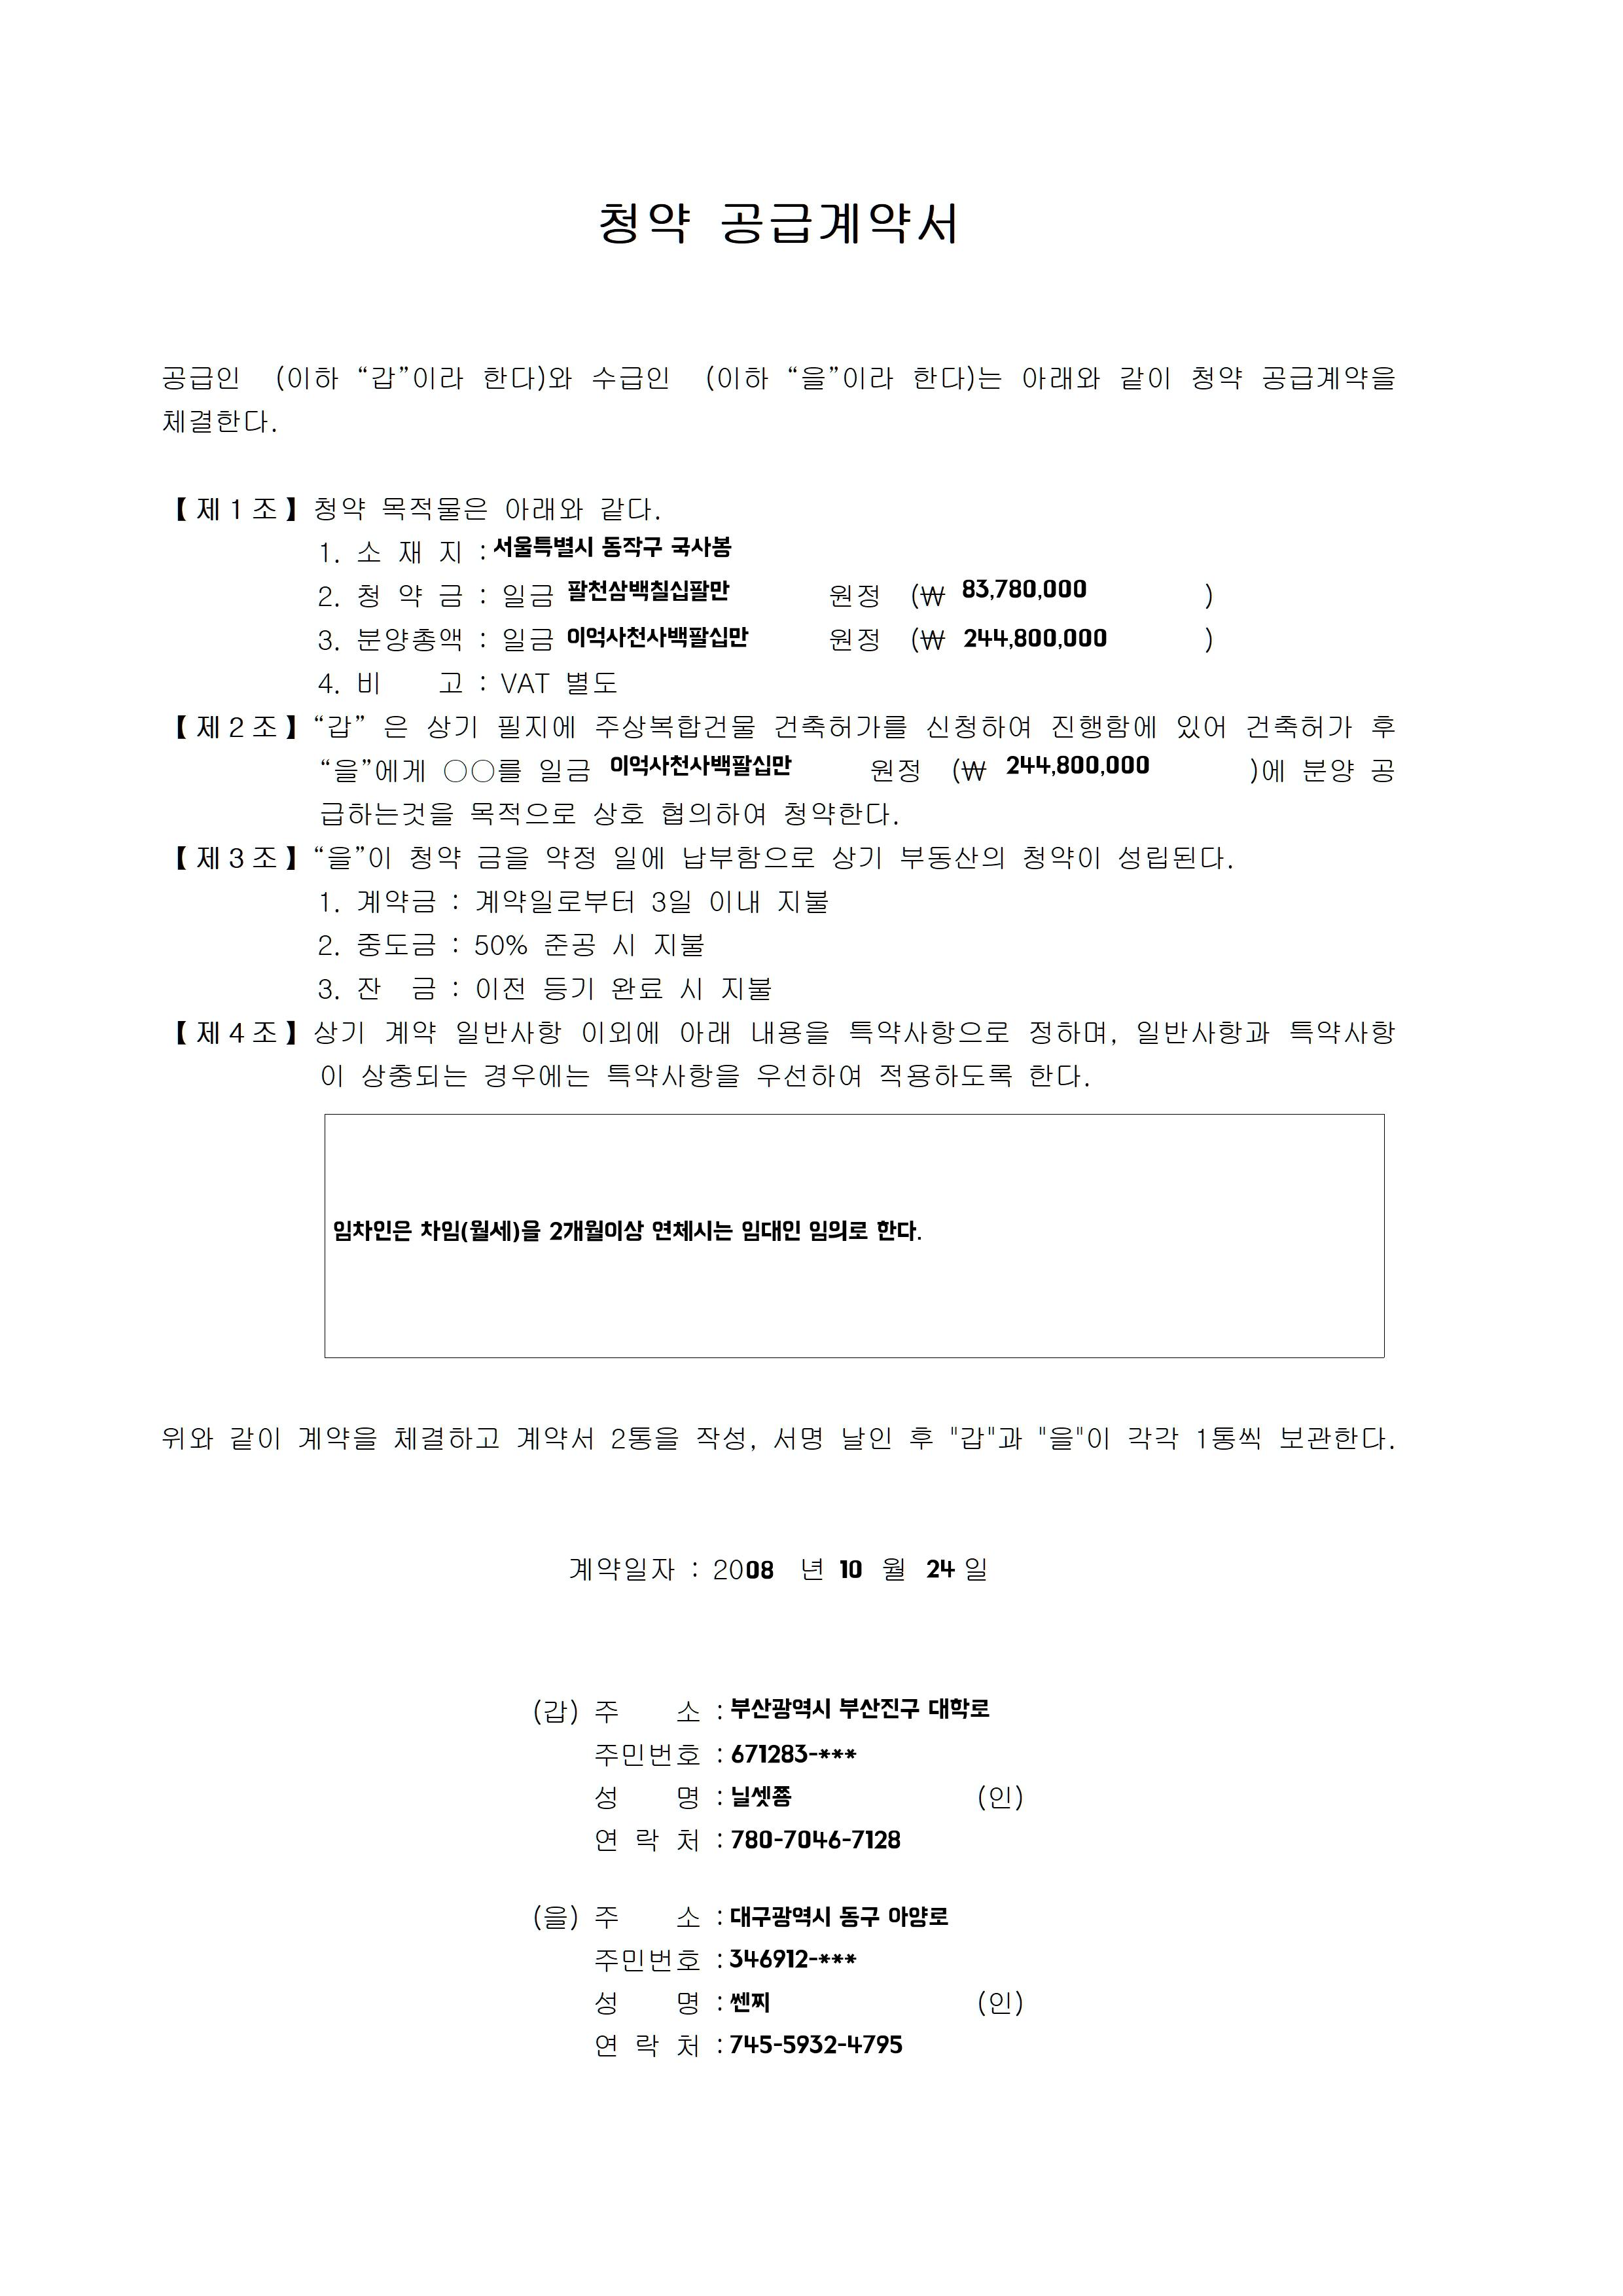 청약 공급계약서
공급인 (이하 “갑”이라 한다)와 수급인 (이하 “을”이라 한다)는 아래와 같이 청약 공급계약을
체결한다.
【제1조】청약 목적물은 아래와 같다.
1. 소 재 지 : 서울특별시 동작구 국사봉
2. 청 약 금 : 일금 팔천삼백칠십팔만 원정 (₩ 83,780,000 )
3. 분양총액 : 일금 이억사천사백팔십만 원정 (₩ 244,800,000 )
4. 비 고 : VAT 별도
【제2조】“갑” 은 상기 필지에 주상복합건물 건축허가를 신청하여 진행함에 있어 건축허가 후
“을”에게 ○○를 일금 이억사천사백팔십만 원정 (₩ 244,800,000 )에 분양 공
급하는것을 목적으로 상호 협의하여 청약한다.
【제3조】“을”이 청약 금을 약정 일에 납부함으로 상기 부동산의 청약이 성립된다.
1. 계약금 : 계약일로부터 3일 이내 지불
2. 중도금 : 50% 준공 시 지불
3. 잔 금 : 이전 등기 완료 시 지불
【제4조】상기 계약 일반사항 이외에 아래 내용을 특약사항으로 정하며, 일반사항과 특약사항
이 상충되는 경우에는 특약사항을 우선하여 적용하도록 한다.
임차인은 차임(월세)을 2개월이상 연체시는 임대인 임의로 한다.
위와 같이 계약을 체결하고 계약서 2통을 작성, 서명 날인 후 "갑"과 "을"이 각각 1통씩 보관한다.
계약일자 : 2008 년 10 월 24 일
(갑) 주 소 : 부산광역시 부산진구 대학로
주민번호 : 671283-***
성 명 : 닐셋쫑 (인)
연 락 처 : 780-7046-7128
(을) 주 소 : 대구광역시 동구 아양로
주민번호 : 346912-***
성 명 : 쎈찌 (인)
연 락 처 : 745-5932-4795